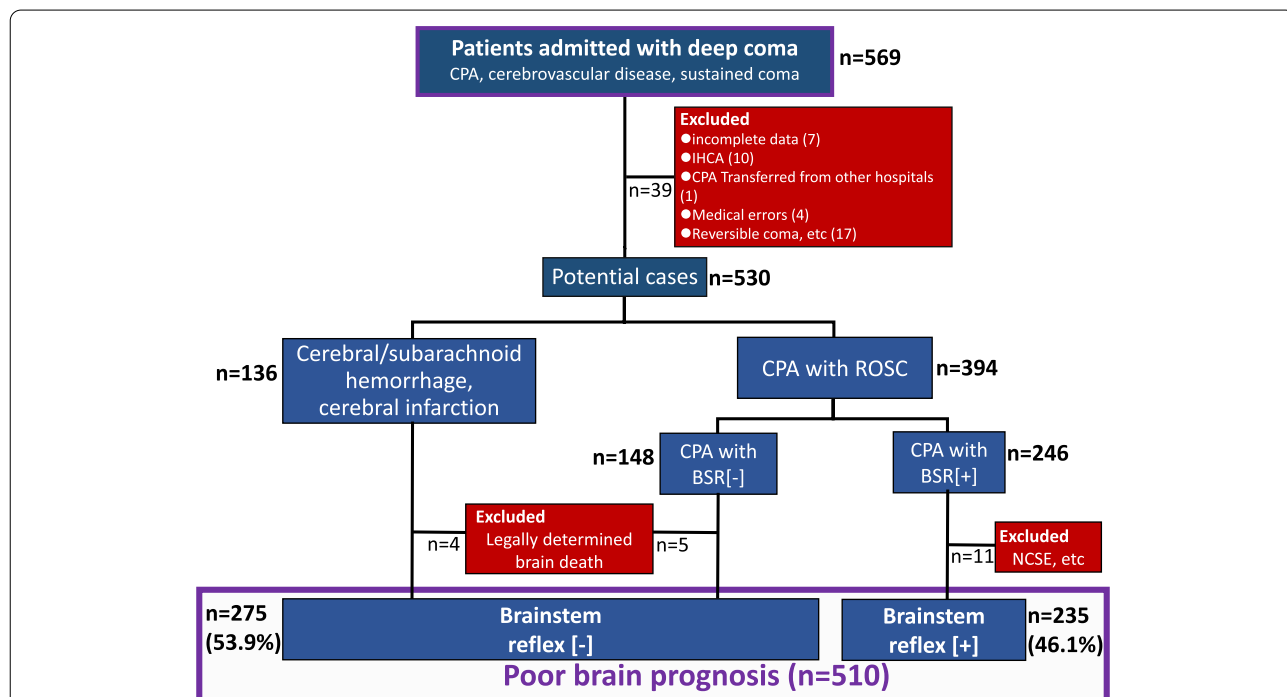 Patients admitted with deep coma
CPA, cerebrovascular disease, sustained coma
n=569
Excluded
●incomplete data (7)
●IHCA (10)
●CPA Transferred from other hospitals
(1)
●Medical errors (4)
●Reversible coma, etc (17)
n=39
Potential cases
n=530
n=136
Cerebral/subarachnoid
hemorrhage,
cerebral infarction
CPA with ROSC
n=394
n=148
CPA with
BSR[-]
CPA with
BSR[+]
n=246
n=4
Excluded
Legally determined
brain death
n=5
n=11
Excluded
NCSE, etc
n=275
(53.9%)
Brainstem
reflex [-]
Brainstem
reflex [+]
n=235
(46.1%)
Poor brain prognosis (n=510)